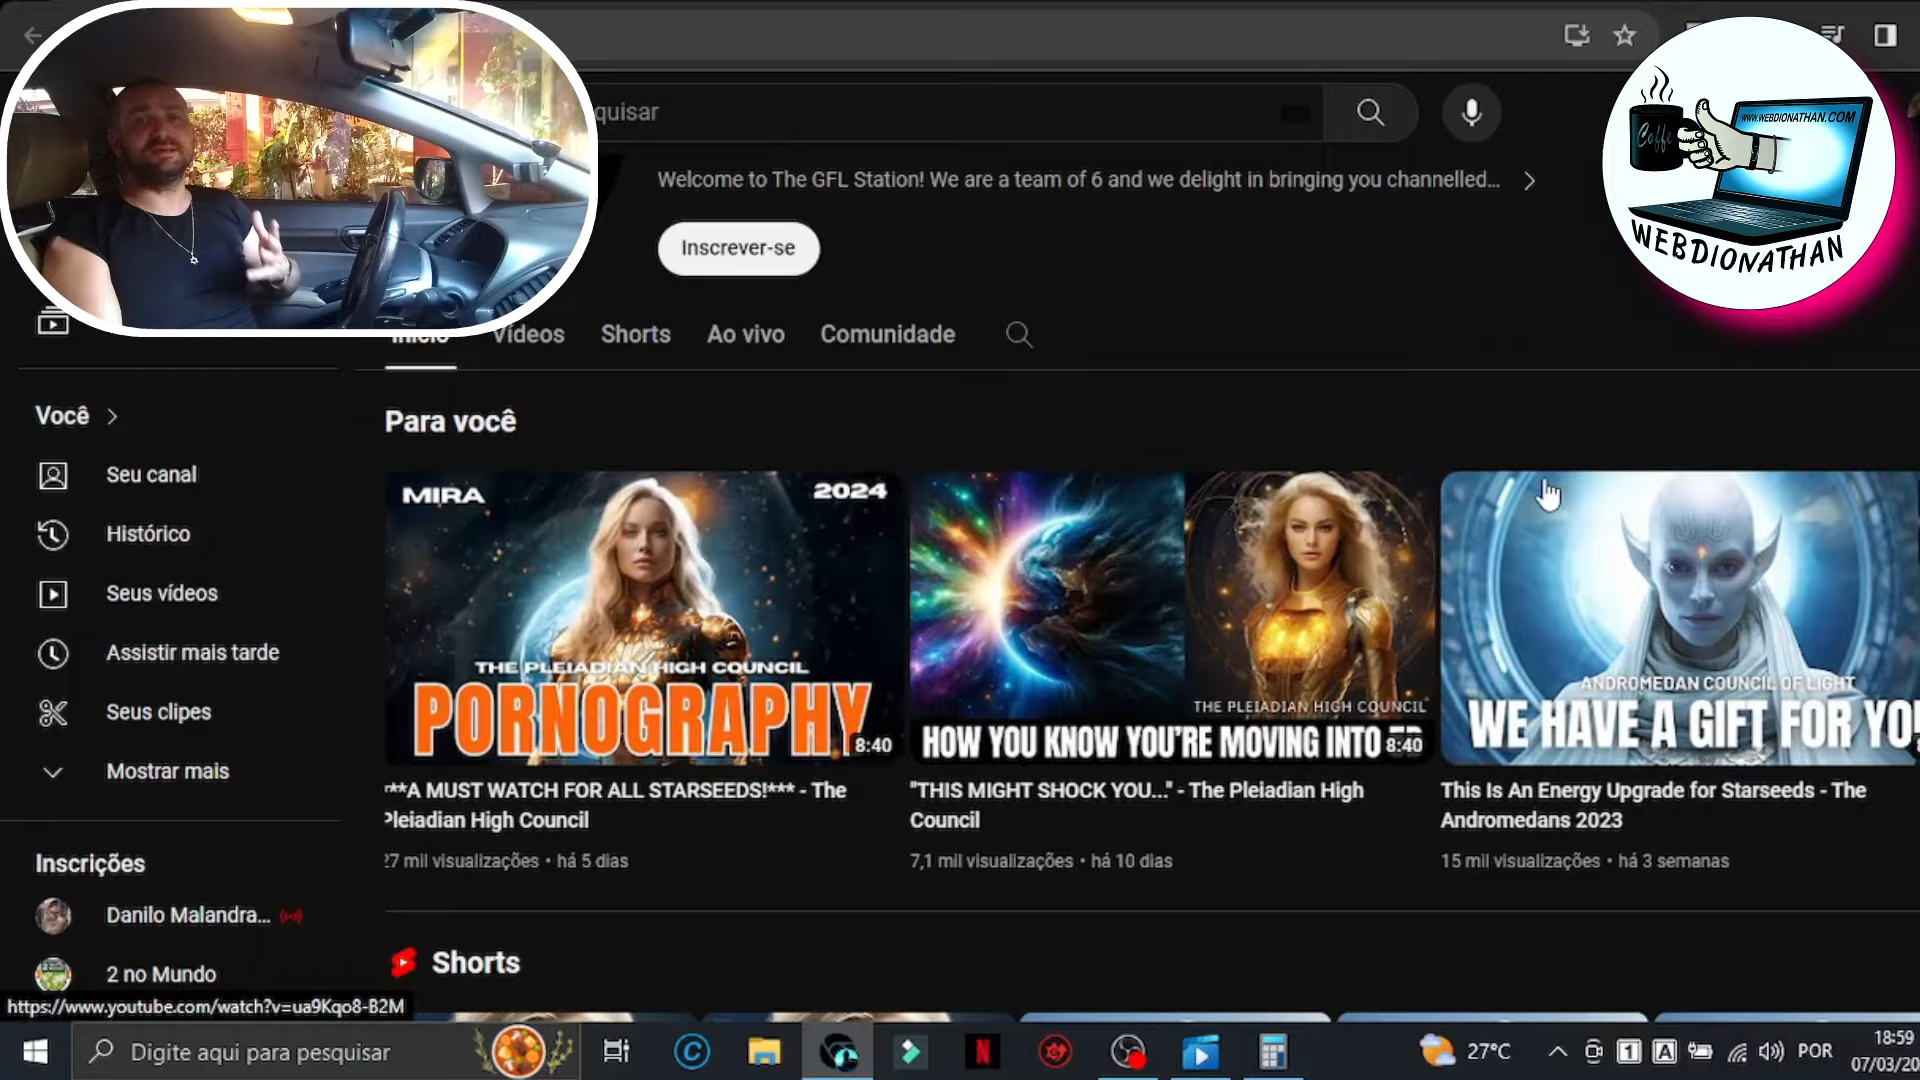 quisar
Welcome to The GFL Station! We are a team of 6 and we delight in bringing you channelled...
Inscrever-se
Coffe
WWW.WEBDIONATHAN.COM
WEBDIONATHAN
Início
Vídeos
Shorts
Ao vivo
Comunidade
Você
Seu canal
Histórico
Seus vídeos
Assistir mais tarde
Seus clipes
Mostrar mais
Inscrições
Danilo Malandra...
2 no Mundo
Para você
MIRA
2024
THE PLEIADIAN HIGH COUNCIL
PORNOGRAPHY
8:40
***A MUST WATCH FOR ALL STARSEEDS!*** - The
Pleiadian High Council
27 mil visualizações • há 5 dias
THE PLEIADIAN HIGH COUNCIL
HOW YOU KNOW YOU'RE MOVING INTO
8:40
"THIS MIGHT SHOCK YOU..." - The Pleiadian High
Council
7,1 mil visualizações • há 10 dias
ANDROMEDAN COUNCIL OF LIGHT
WE HAVE A GIFT FOR YO
This Is An Energy Upgrade for Starseeds - The
Andromedans 2023
15 mil visualizações • há 3 semanas
Shorts
https://www.youtube.com/watch?v=ua9Kqo8-B2M
Digite aqui para pesquisar
27°C
1
A
POR
18:59
07/03/20